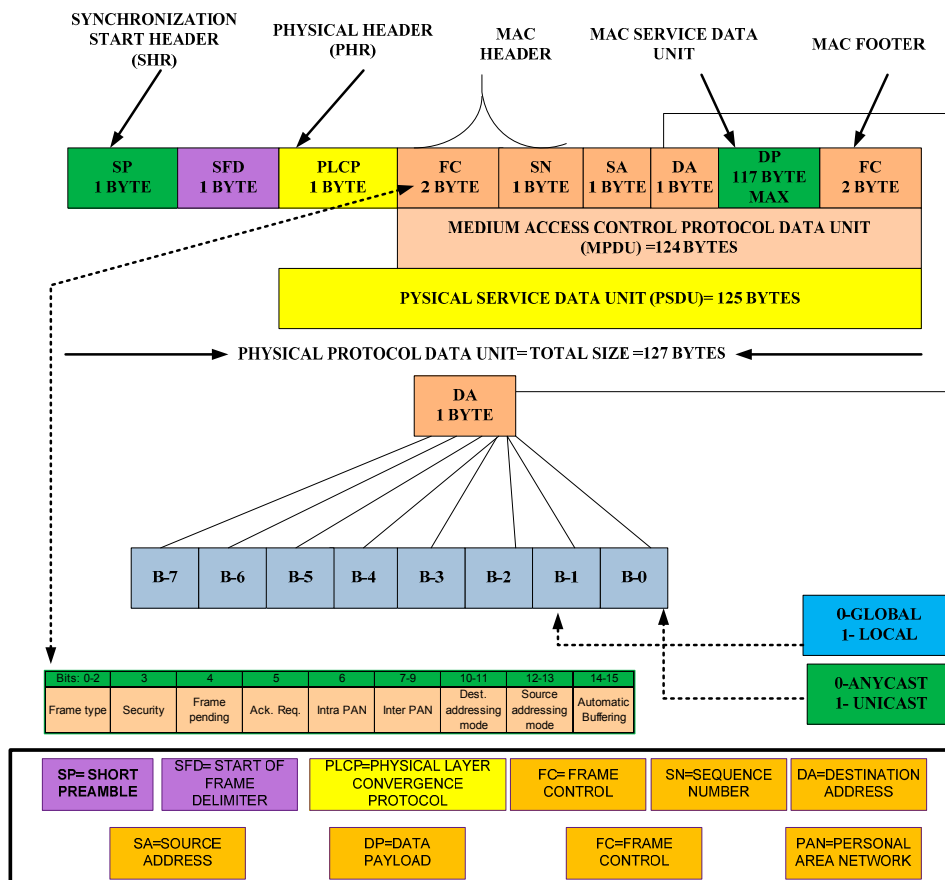 SYNCHRONIZATION
START HEADER
(SHR)
PHYSICAL HEADER
(PHR)
MAC
HEADER
MAC SERVICE DATA
UNIT
MAC FOOTER
SP
1 BYTE
SFD
1 BYTE
PLCP
1 BYTE
FC
2 BYTE
SN
1 BYTE
SA
1 BYTE
DA
1 BYTE
DP
117 BYTE
MAX
FC
2 BYTE
MEDIUM ACCESS CONTROL PROTOCOL DATA UNIT
(MPDU) =124 BYTES
PYSICAL SERVICE DATA UNIT (PSDU)= 125 BYTES
PHYSICAL PROTOCOL DATA UNIT= TOTAL SIZE =127 BYTES
DA
1 BYTE
B-7
B-6
B-5
B-4
B-3
B-2
B-1
B-0
0-GLOBAL
1- LOCAL
0-ANYCAST
1- UNICAST
Bits: 0-2
3
4
5
6
7-9
10-11
12-13
14-15
Frame type
Security
Frame
pending
Ack. Req.
Intra PAN
Inter PAN
Dest.
addressing
mode
Source
addressing
mode
Automatic
Buffering
SP= SHORT
PREAMBLE
SFD= START OF
FRAME
DELIMITER
PLCP=PHYSICAL LAYER
CONVERGENCE
PROTOCOL
FC= FRAME
CONTROL
SN=SEQUENCE
NUMBER
DA=DESTINATION
ADDRESS
SA=SOURCE
ADDRESS
DP=DATA
PAYLOAD
FC=FRAME
CONTROL
PAN=PERSONAL
AREA NETWORK